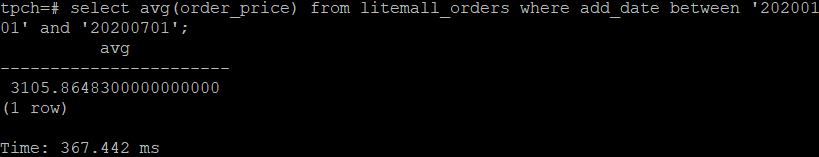 tpch=# select avg(order_price) from litemall_orders where add_date between '202001
01' and '20200701';
avg
-----------------------
3105.8648300000000000
(1 row)
Time: 367.442 ms